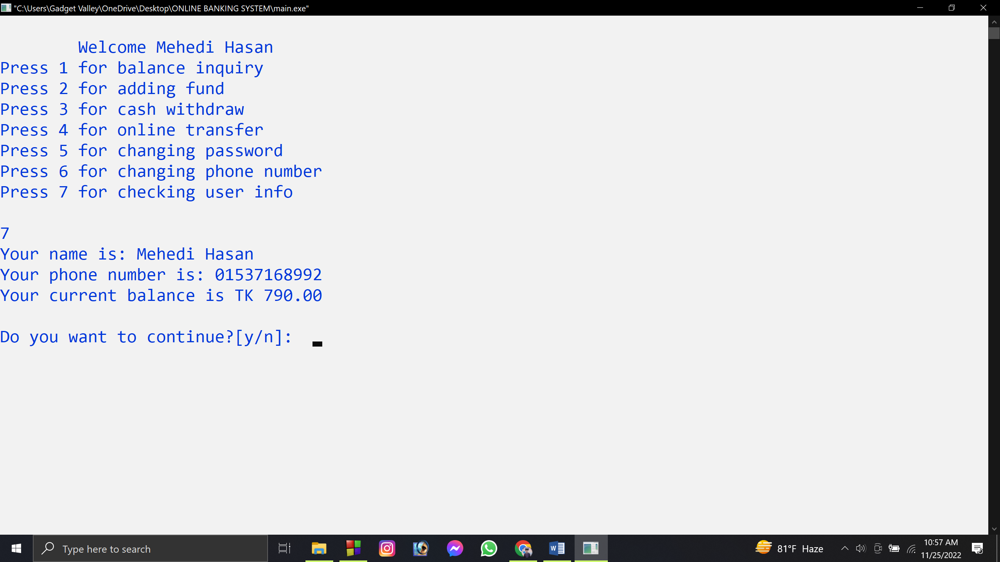 "C:\Users\Gadget Valley\OneDrive\Desktop\ONLINE BANKING SYSTEM\main.exe"
Welcome Mehedi Hasan
Press 1 for balance inquiry
Press 2 for adding fund
Press 3 for cash withdraw
Press 4 for online transfer
Press 5 for changing password
Press 6 for changing phone number
Press 7 for checking user info
7
Your name is: Mehedi Hasan
Your phone number is: 01537168992
Your current balance is TK 790.00
Do you want to continue?[y/n]:
Type here to search
81°F Haze
10:57 AM
11/25/2022